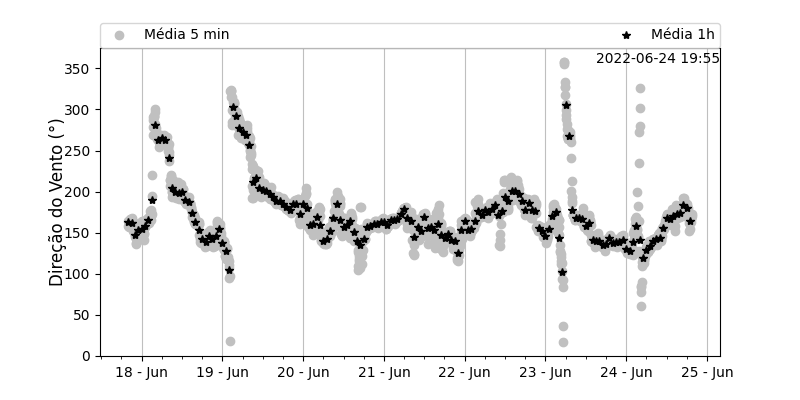 Média 5 min
Média 1h
2022-06-24 19:55
Direção do Vento (°)
350
300
250
200
150
100
50
0
18 - Jun
19 - Jun
20 - Jun
21 - Jun
22 - Jun
23 - Jun
24 - Jun
25 - Jun